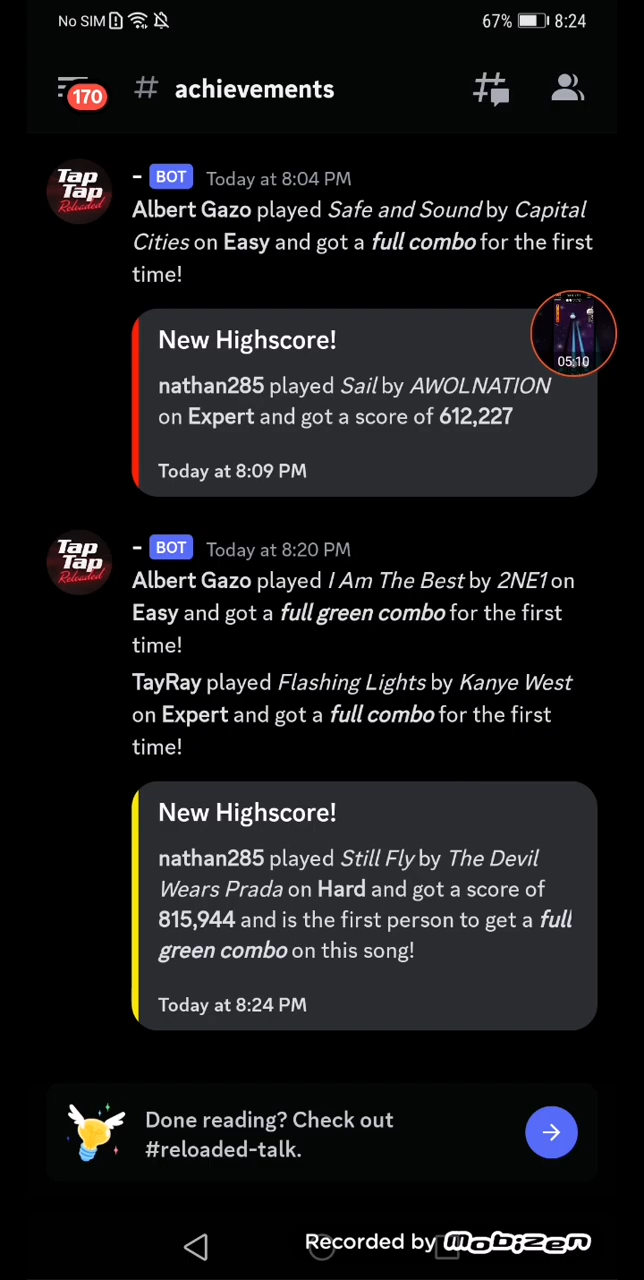 No SIM 67% 8:24
170 # achievements
Tap Tap Reloaded
- BOT Today at 8:04 PM
Albert Gazo played Safe and Sound by Capital
Cities on Easy and got a full combo for the first
time!
New Highscore!
05:10
nathan285 played Sail by AWOLNATION
on Expert and got a score of 612,227
Today at 8:09 PM
Tap Tap Reloaded
- BOT Today at 8:20 PM
Albert Gazo played I Am The Best by 2NE1 on
Easy and got a full green combo for the first
time!
TayRay played Flashing Lights by Kanye West
on Expert and got a full combo for the first
time!
New Highscore!
nathan285 played Still Fly by The Devil
Wears Prada on Hard and got a score of
815,944 and is the first person to get a full
green combo on this song!
Today at 8:24 PM
Done reading? Check out
#reloaded-talk.
Recorded by mobizen